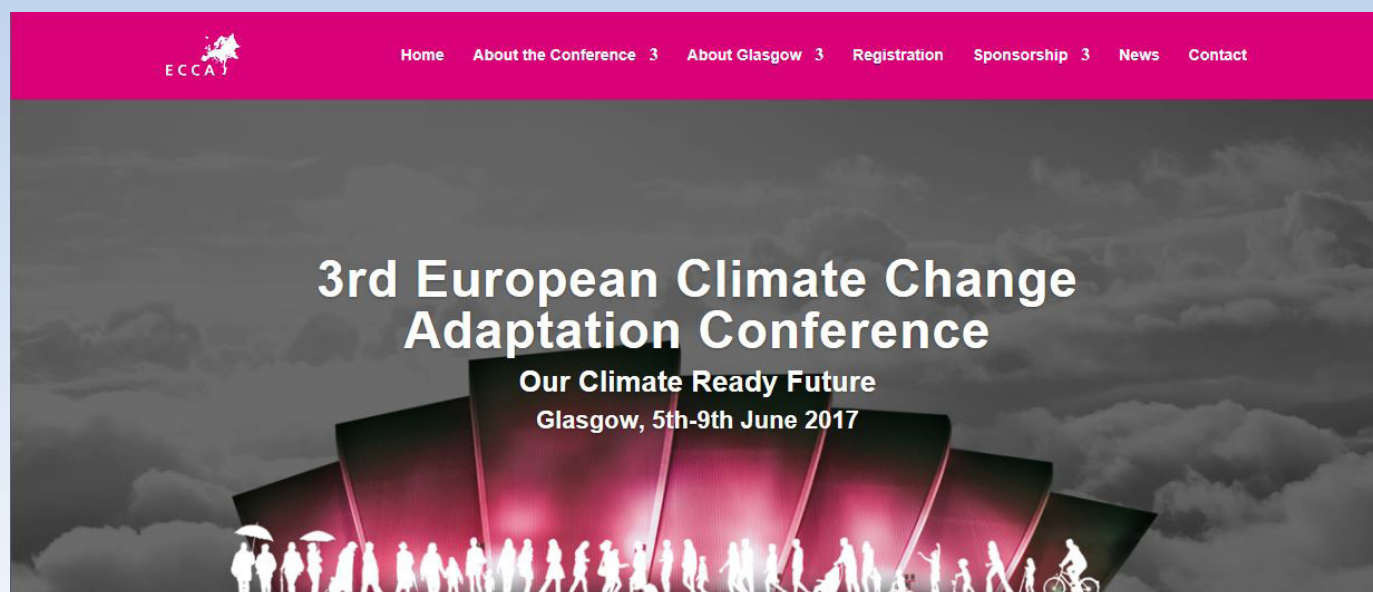 ECCA
Home About the Conference 3 About Glasgow 3 Registration Sponsorship 3 News Contact
3rd European Climate Change
Adaptation Conference
Our Climate Ready Future
Glasgow, 5th-9th June 2017